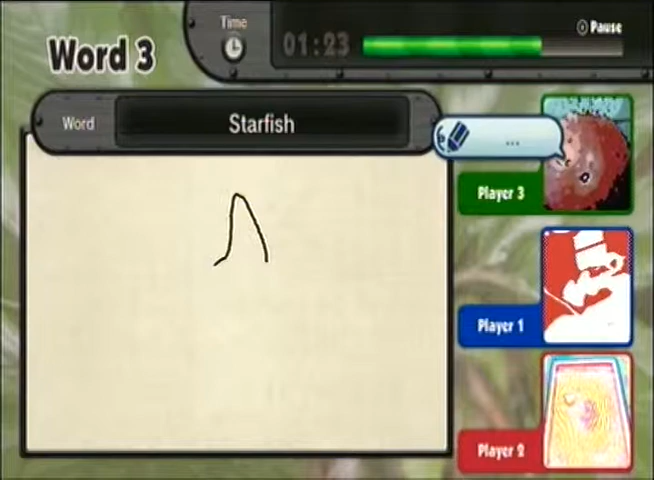 Word 3
Time
01:23
Pause
Word
Starfish
...
Player 3
Player 1
Player 2